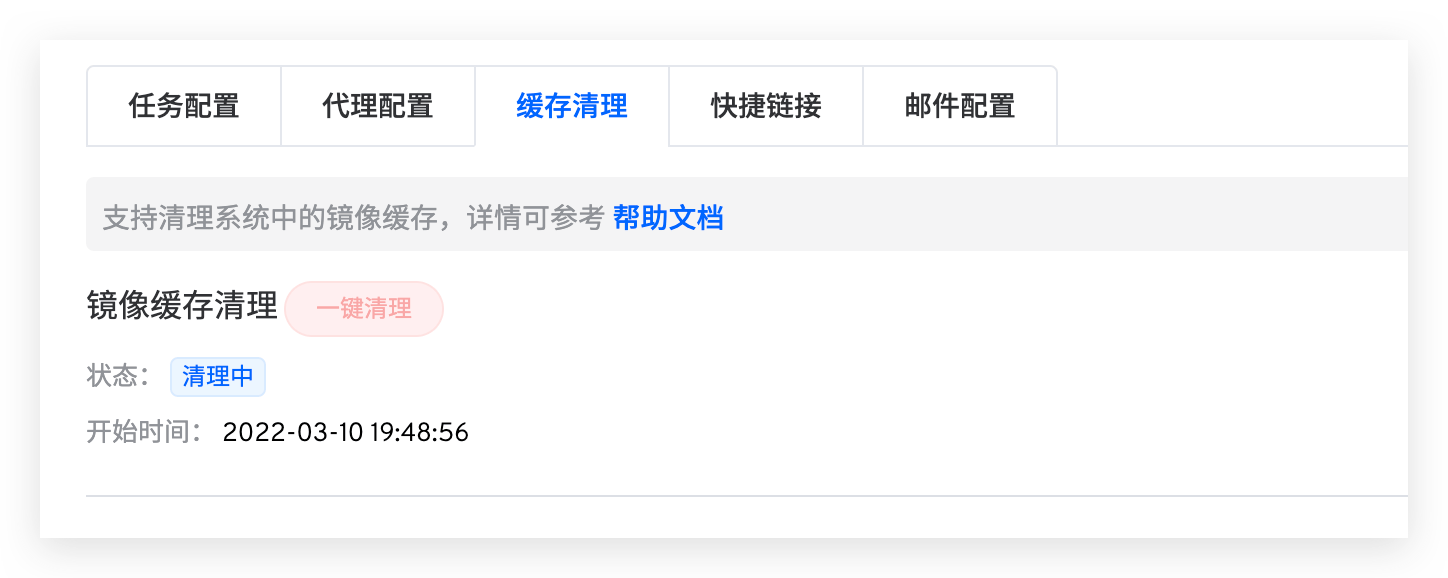 任务配置 代理配置 缓存清理 快捷链接 邮件配置
支持清理系统中的镜像缓存，详情可参考 帮助文档
镜像缓存清理 一键清理
状态： 清理中
开始时间： 2022-03-10 19:48:56